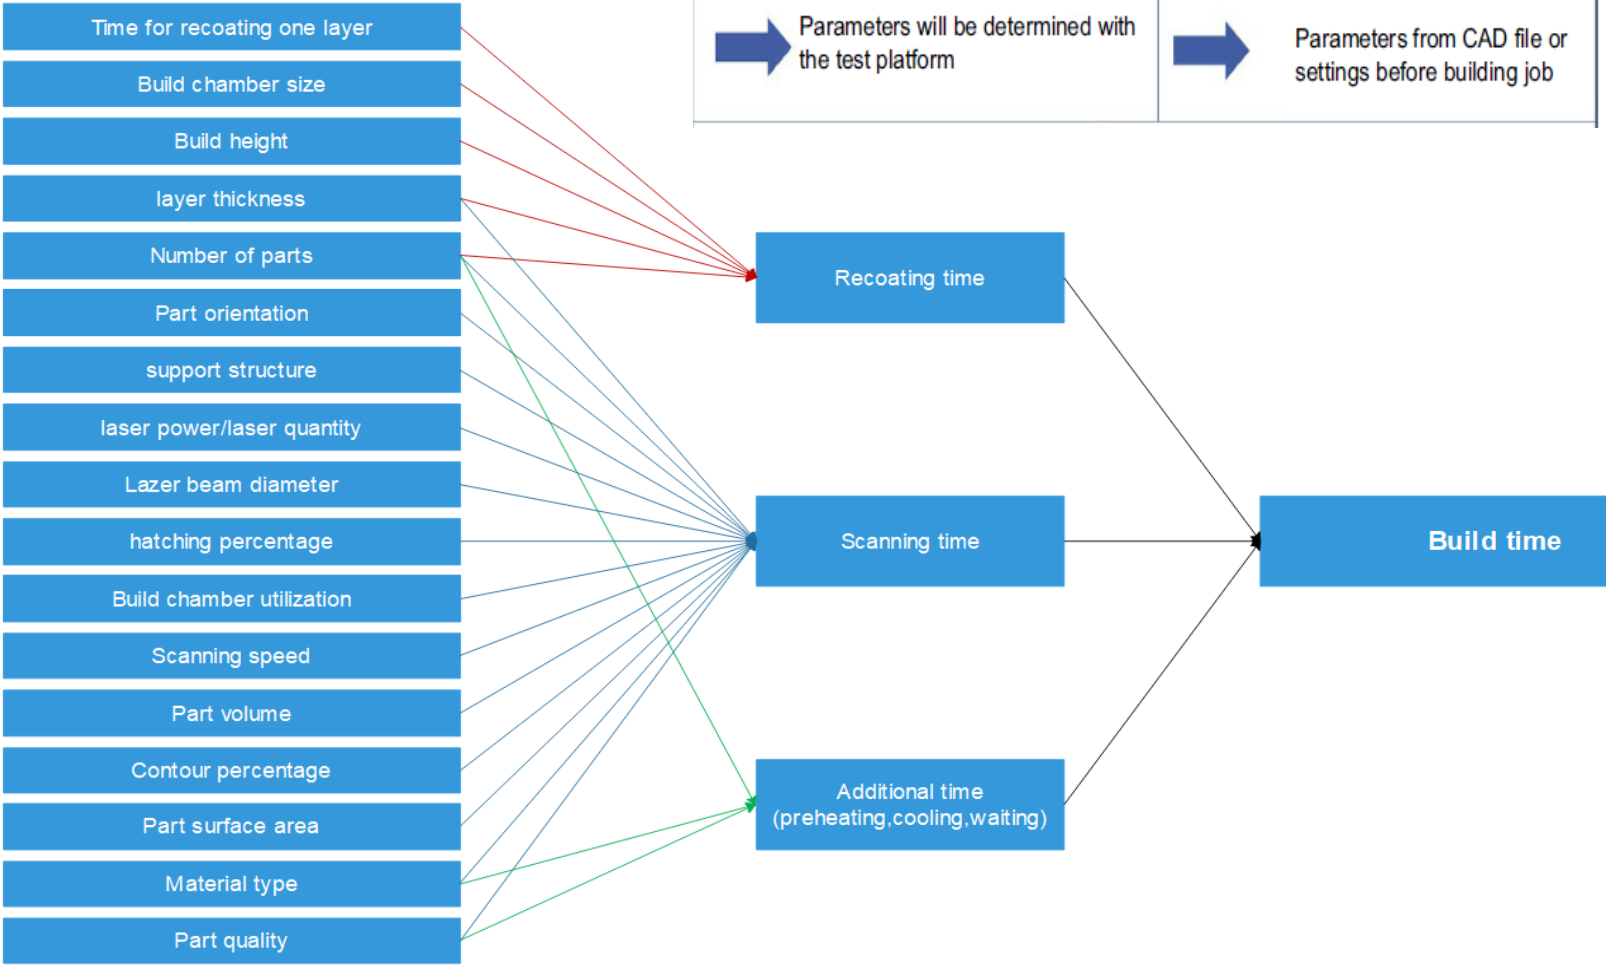 Time for recoating one layer
Build chamber size
Build height
layer thickness
Number of parts
Part orientation
support structure
laser power/laser quantity
Lazer beam diameter
hatching percentage
Build chamber utilization
Scanning speed
Part volume
Contour percentage
Part surface area
Material type
Part quality
Parameters will be determined with
the test platform
Parameters from CAD file or
settings before building job
Recoating time
Scanning time
Additional time
(preheating,cooling,waiting)
Build time